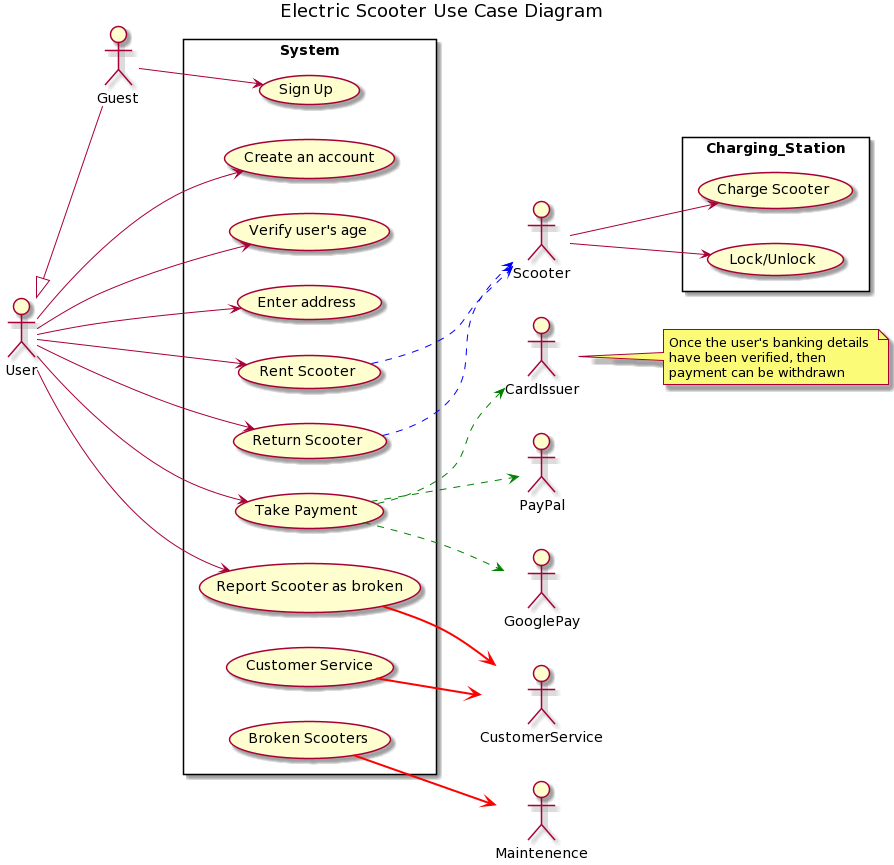 Electric Scooter Use Case Diagram
System
Guest
Sign Up
Create an account
Verify user's age
Enter address
User
Rent Scooter
Return Scooter
Take Payment
Report Scooter as broken
Customer Service
Broken Scooters
Scooter
CardIssuer
PayPal
GooglePay
CustomerService
Maintenence
Charging_Station
Charge Scooter
Lock/Unlock
Once the user's banking details
have been verified, then
payment can be withdrawn